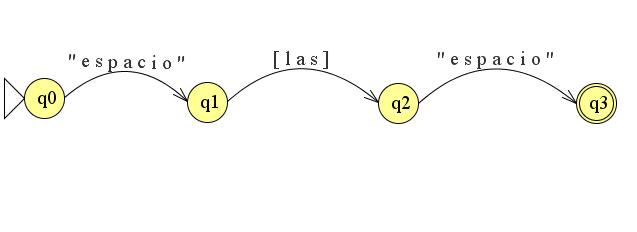 "espacio" [las] "espacio"
q0 q1 q2 q3